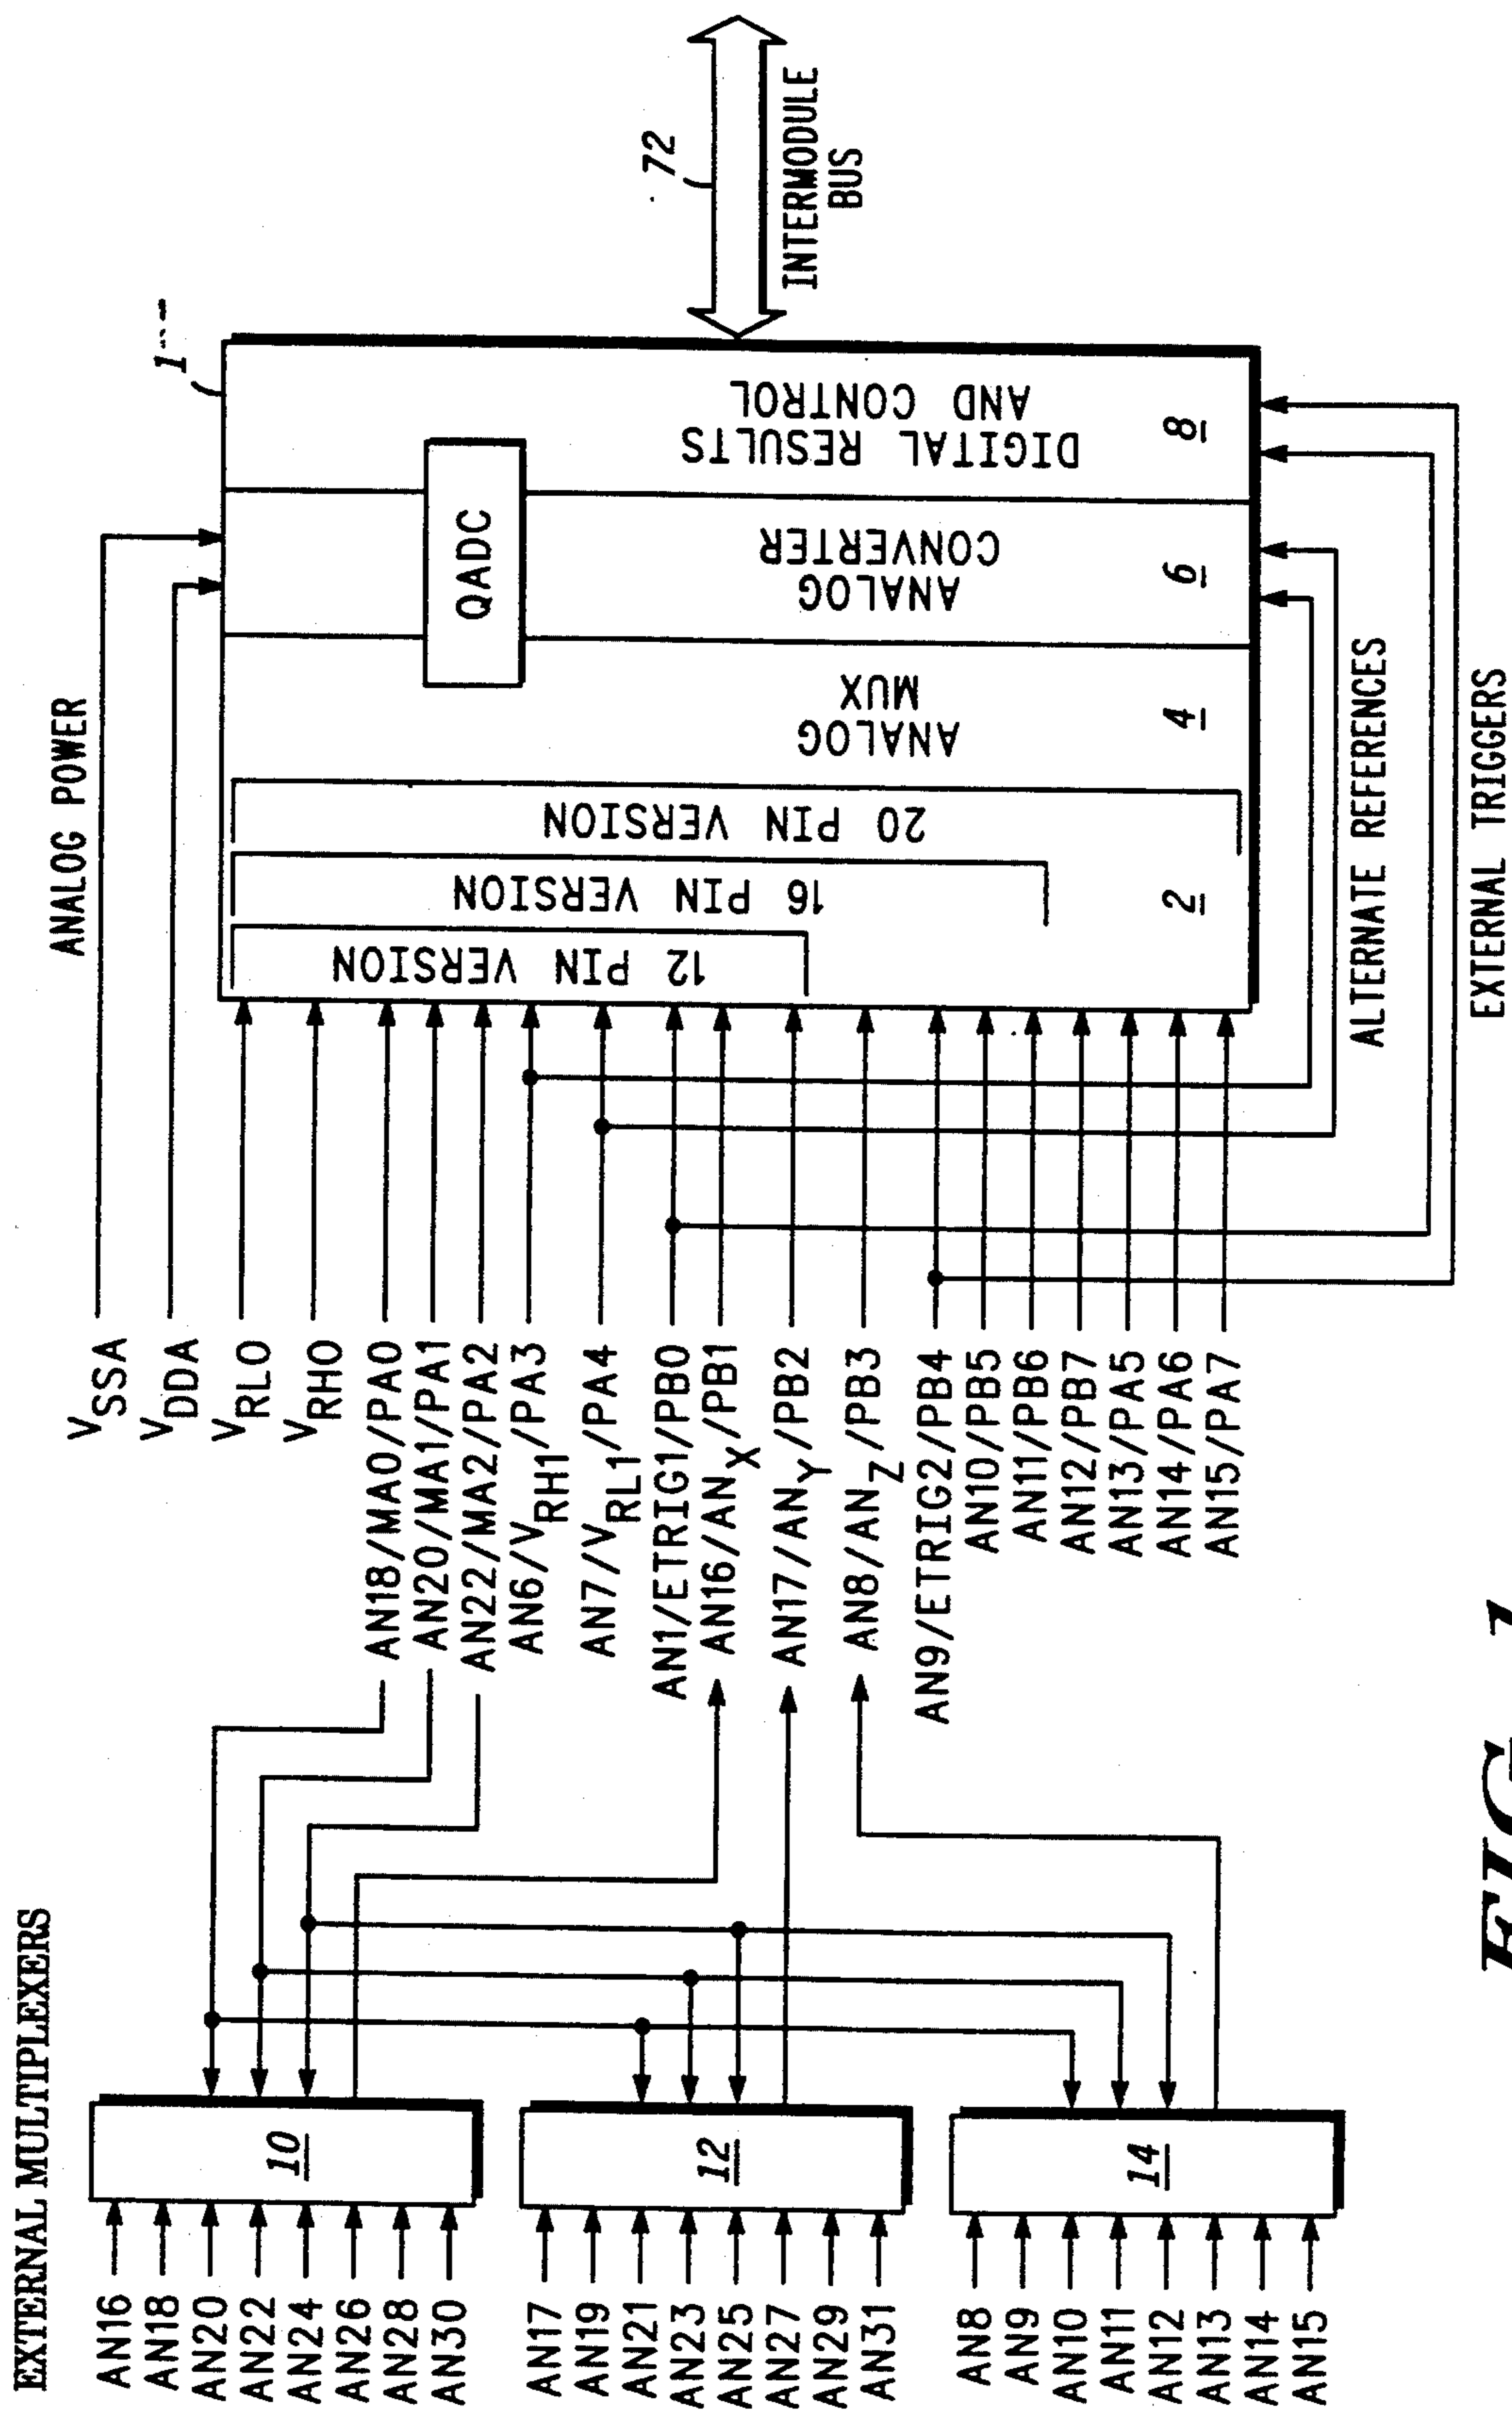 EXTERNAL MULTIPLEXERS
AN16
AN18
AN20
AN22
AN24
AN26
AN28
AN30
10
AN17
AN19
AN21
AN23
AN25
AN27
AN29
AN31
12
AN8
AN9
AN10
AN11
AN12
AN13
AN14
AN15
14
VSSA
VDDA
VRLO
VRHO
AN18/MA0/PA0
AN20/MA1/PA1
AN22/MA2/PA2
AN6/VRH1/PA3
AN7/VRL1/PA4
AN1/ETRIG1/PB0
AN16/ANX/PB1
AN17/ANY/PB2
AN8/ANZ/PB3
AN9/ETRIG2/PB4
AN10/PB5
AN11/PB6
AN12/PB7
AN13/PA5
AN14/PA6
AN15/PA7
ANALOG POWER
12 PIN VERSION
16 PIN VERSION
20 PIN VERSION
2
ANALOG
MUX
4
QADC
ANALOG
CONVERTER
6
DIGITAL RESULTS
AND CONTROL
8
1
72
INTERMODULE
BUS
ALTERNATE REFERENCES
EXTERNAL TRIGGERS